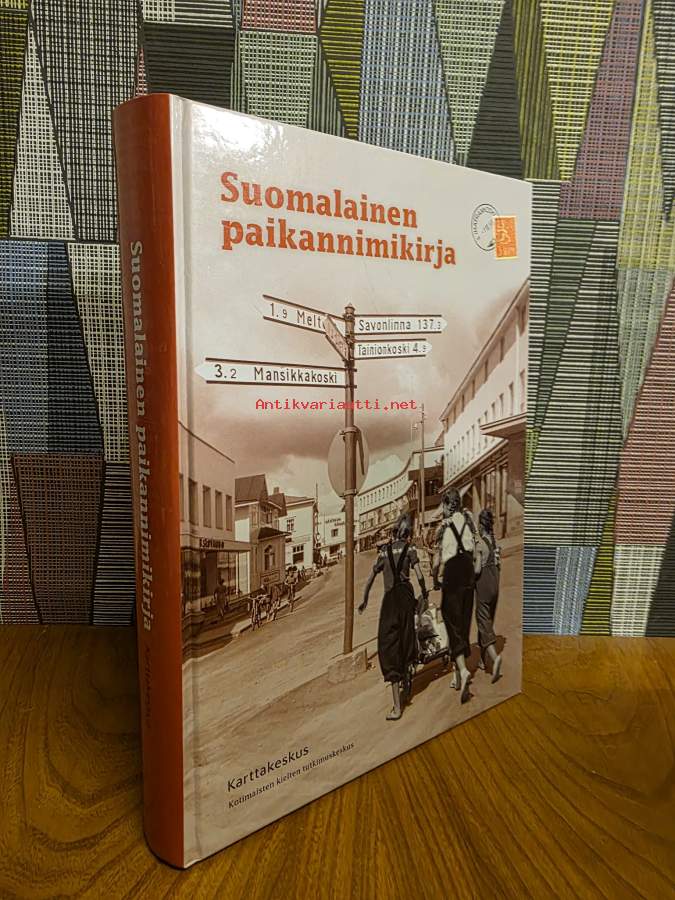 Suomalainen
paikannimikirja
1.9 Melt
Savonlinna 137.3
Tainionkoski 4.9
3.2 Mansikkakoski
Antikvariaatti.net
Karttakeskus
Kotimaisten kielten tutkimuskeskus
Suomalainen paikannimikirja
Karttakeskus